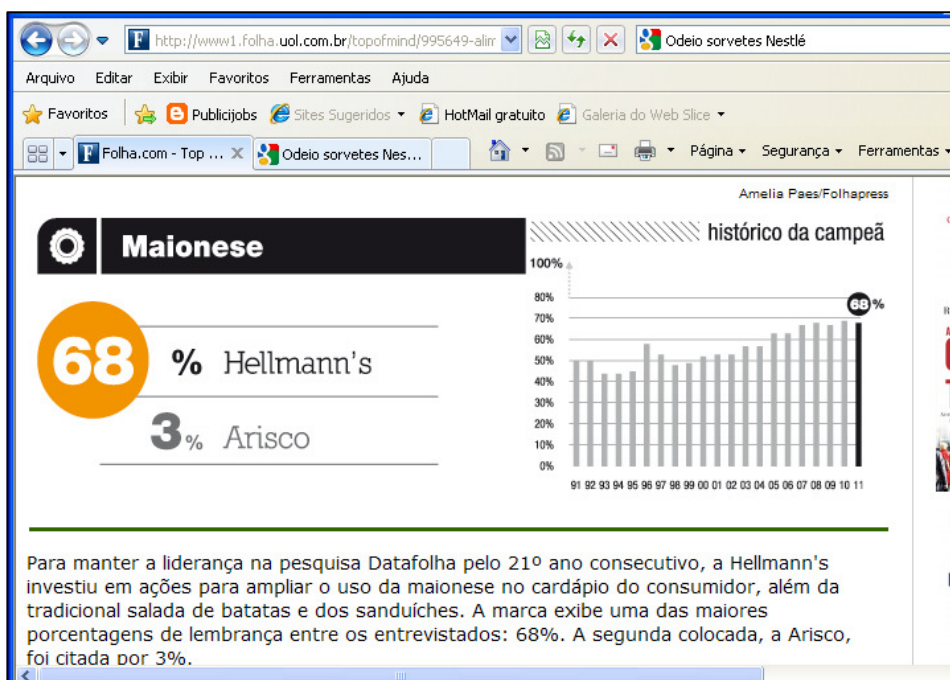 http://www1.folha.uol.com.br/topofmind/995649-alim
Odeio sorvetes Nestlé
Arquivo Editar Exibir Favoritos Ferramentas Ajuda
Favoritos Publicijobs Sites Sugeridos HotMail gratuito Galeria do Web Slice
Folha.com - Top ... X Odeio sorvetes Nes... Página Segurança Ferramentas
Amelia Paes/Folhapress
Maionese
histórico da campeã
100%
80%
70%
60%
50%
40%
30%
20%
10%
0%
68%
91 92 93 94 95 96 97 98 99 00 01 02 03 04 05 06 07 08 09 10 11
68 % Hellmann's
3% Arisco
Para manter a liderança na pesquisa Datafolha pelo 21º ano consecutivo, a Hellmann's
investiu em ações para ampliar o uso da maionese no cardápio do consumidor, além da
tradicional salada de batatas e dos sanduíches. A marca exibe uma das maiores
porcentagens de lembrança entre os entrevistados: 68%. A segunda colocada, a Arisco,
foi citada por 3%.